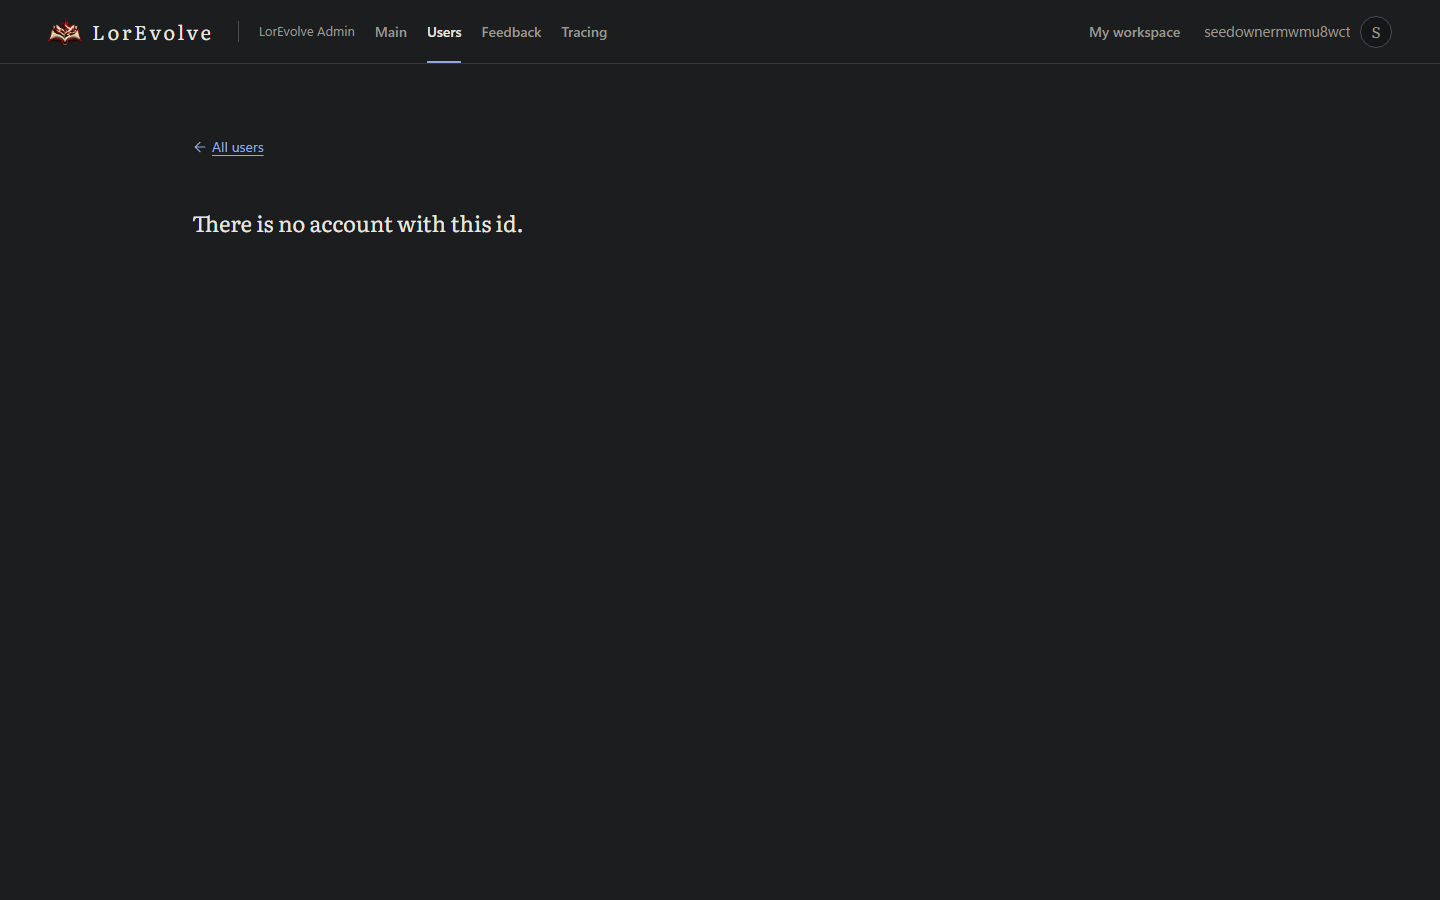 LorEvolve
LorEvolve Admin
Main
Users
Feedback
Tracing
My workspace
seedownermwmu8wct
S
← All users
There is no account with this id.